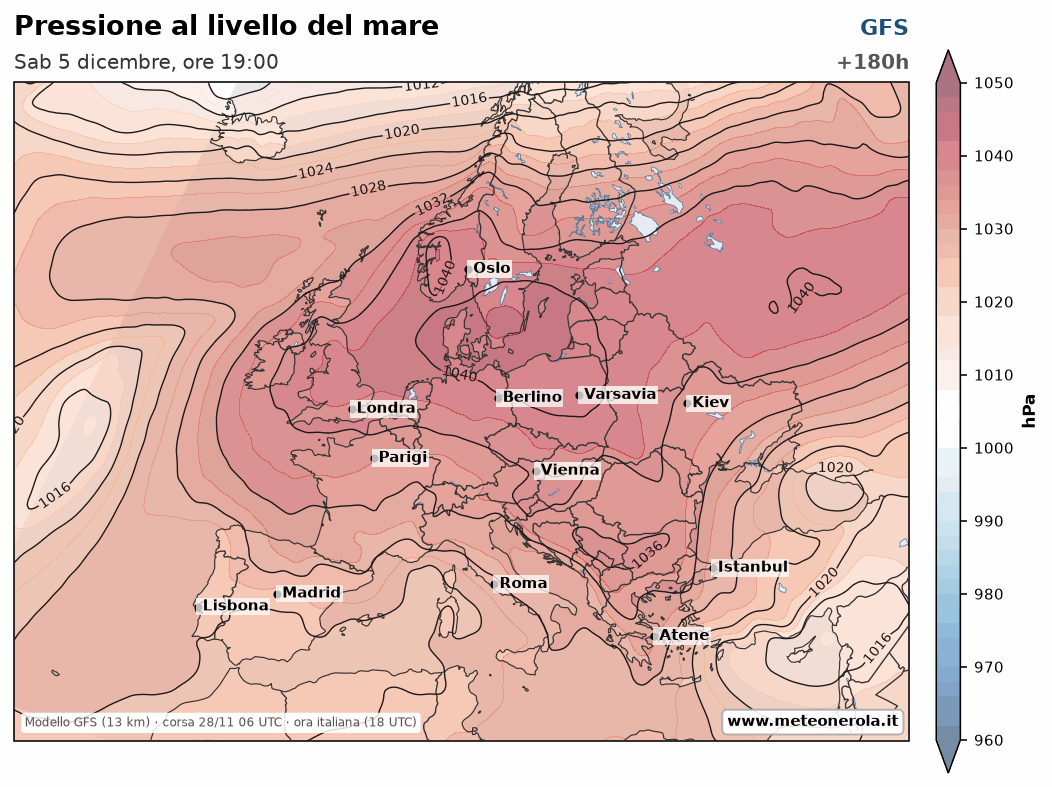 Pressione al livello del mare
GFS
Sab 5 dicembre, ore 19:00
+180h
1012
1016
1020
1024
1028
1032
1040
Oslo
1040
1040
Berlino
Varsavia
Kiev
Londra
20
Parigi
Vienna
1020
1016
1036
Istanbul
Roma
1020
Madrid
Lisbona
Atene
1016
Modello GFS (13 km) · corsa 28/11 06 UTC · ora italiana (18 UTC)
www.meteonerola.it
1050
1040
1030
1020
1010
1000
990
980
970
960
hPa